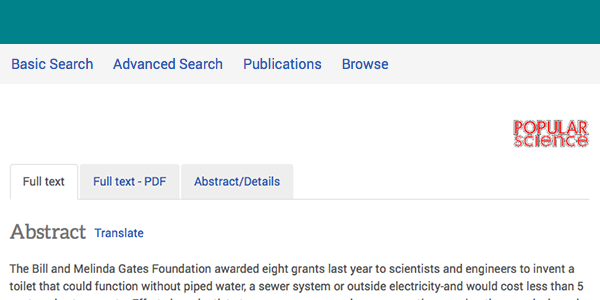 Basic Search Advanced Search Publications Browse
POPULAR
science
Full text Full text - PDF Abstract/Details
Abstract Translate
The Bill and Melinda Gates Foundation awarded eight grants last year to scientists and engineers to invent a
toilet that could function without piped water, a sewer system or outside electricity-and would cost less than 5